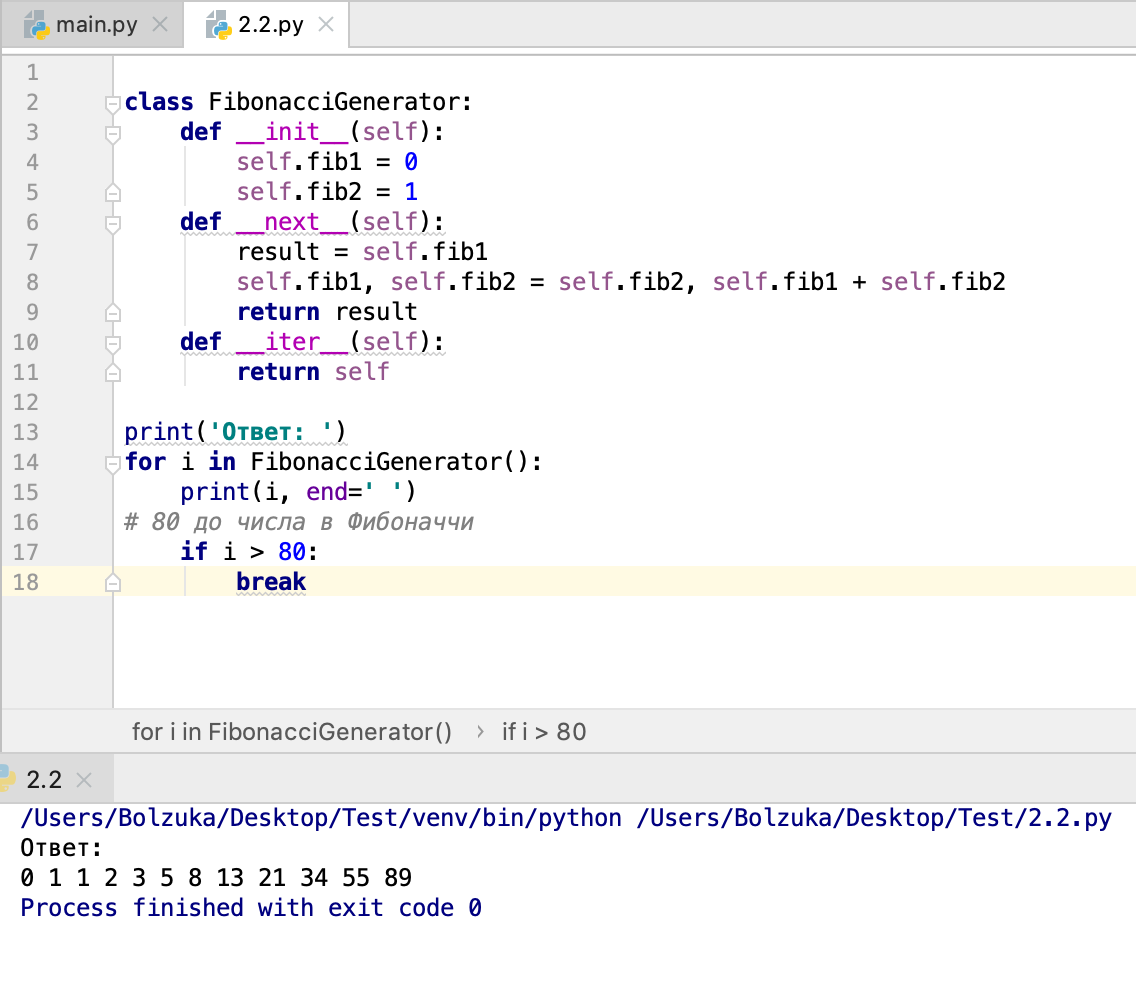 main.py 2.2.py
1
2 class FibonacciGenerator:
3 def __init__(self):
4 self.fib1 = 0
5 self.fib2 = 1
6 def __next__(self):
7 result = self.fib1
8 self.fib1, self.fib2 = self.fib2, self.fib1 + self.fib2
9 return result
10 def __iter__(self):
11 return self
12
13 print('Ответ: ')
14 for i in FibonacciGenerator():
15 print(i, end=' ')
16 # 80 до числа в Фибоначчи
17 if i > 80:
18 break
for i in FibonacciGenerator() › if i > 80
2.2
/Users/Bolzuka/Desktop/Test/venv/bin/python /Users/Bolzuka/Desktop/Test/2.2.py
Ответ:
0 1 1 2 3 5 8 13 21 34 55 89
Process finished with exit code 0